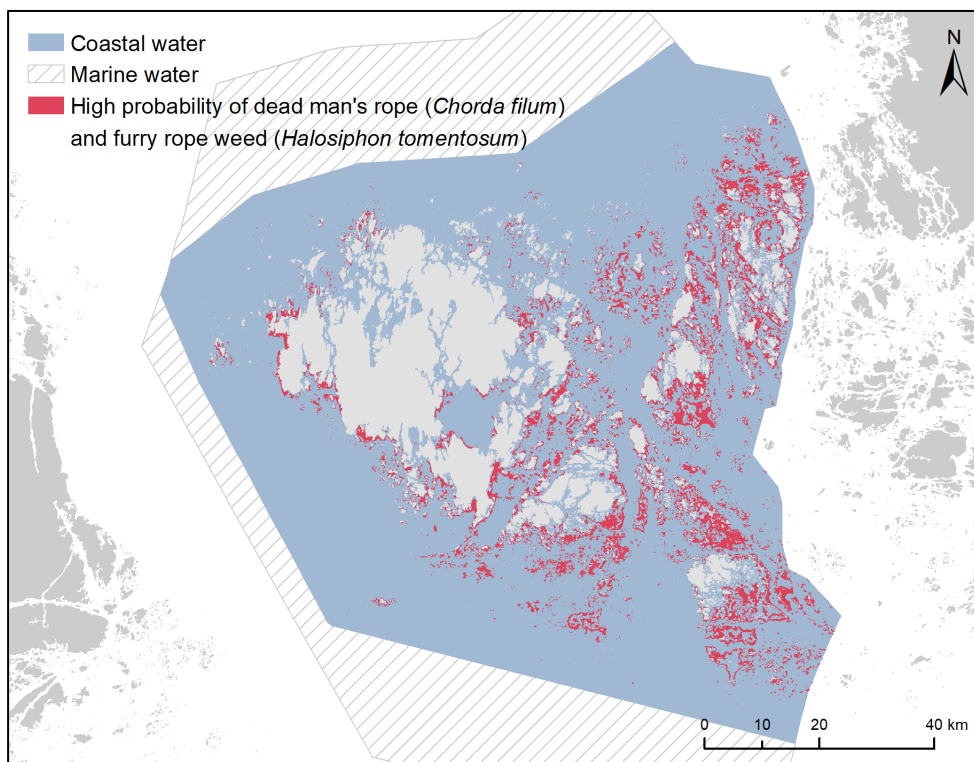 Coastal water
Marine water
High probability of dead man's rope (Chorda filum)
and furry rope weed (Halosiphon tomentosum)
N
0 10 20 40 km